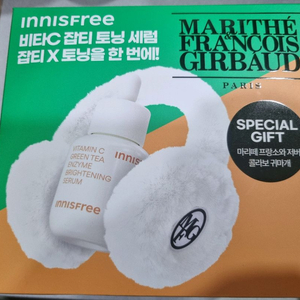 innisfree
비타C 잡티 토닝 세럼
잡티 X 토닝을 한 번에!
MARITHÉ
& FRANCOIS
GIRBAUD
PARIS
SPECIAL
GIFT
마리떼 프랑소와 저버
콜라보 귀마개
innisfree
VITAMIN C
GREEN TEA
ENZYME
BRIGHTENING
SERUM
innisfree